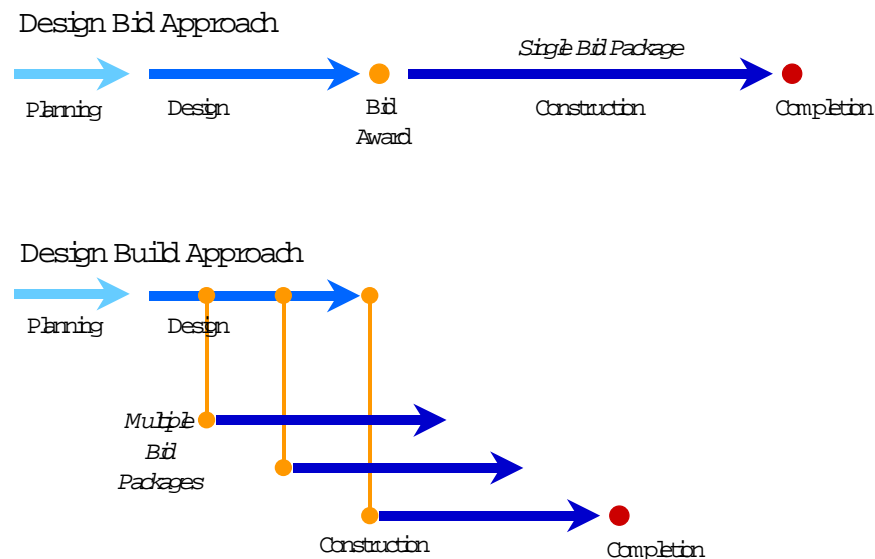 Design Bid Approach
Single Bid Package
Planning
Design
Bid
Award
Construction
Completion
Design Build Approach
Planning
Design
Multiple
Bid
Packages
Construction
Completion